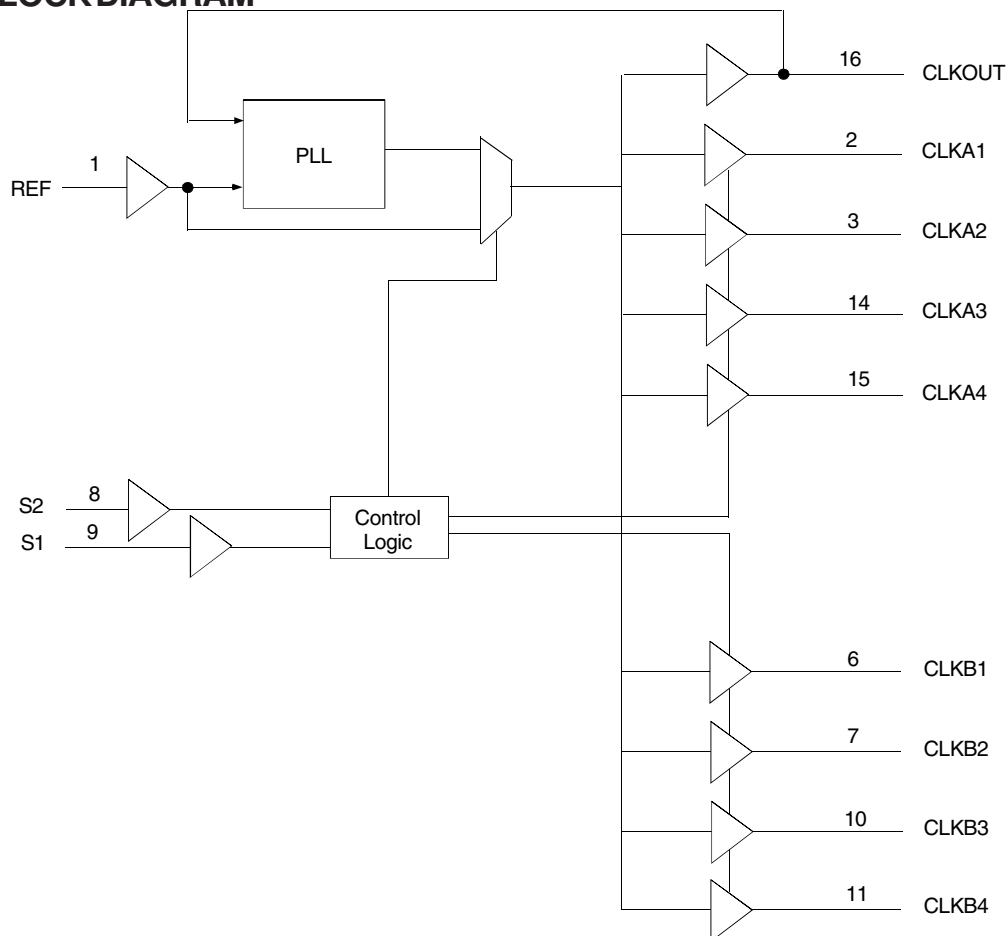 LOCK DIAGRAM
16 CLKOUT
PLL
1
REF
2 CLKA1
3 CLKA2
14 CLKA3
15 CLKA4
S2 8
S1 9
Control
Logic
6 CLKB1
7 CLKB2
10 CLKB3
11 CLKB4